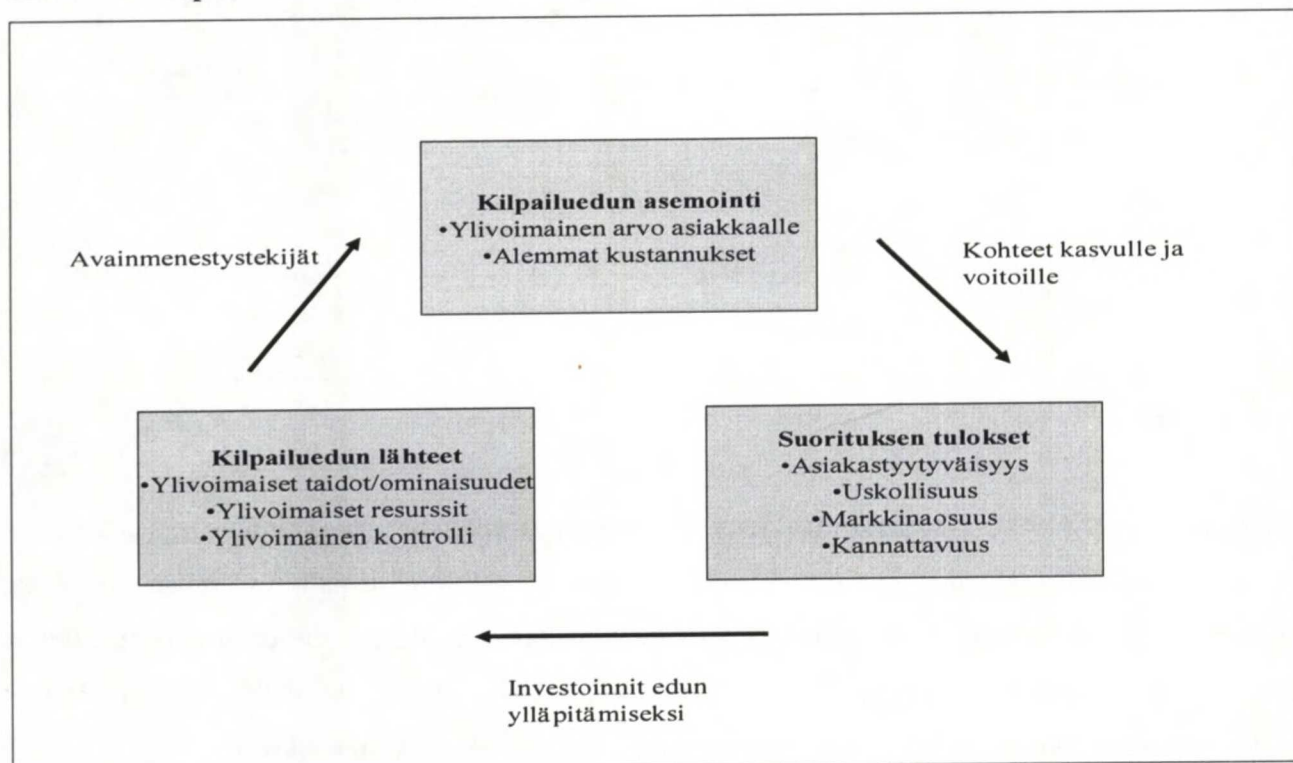 Kilpailuedun asemointi
•Ylivoimainen arvo asiakkaalle
•Alemmat kustannukset
Avainmenestystekijät
Kohteet kasvulle ja
voitoille
Kilpailuedun lähteet
•Ylivoimaiset taidot/ominaisuudet
•Ylivoimaiset resurssit
•Ylivoimainen kontrolli
Suorituksen tulokset
•Asiakastyytyväisyys
•Uskollisuus
•Markkinaosuus
•Kannattavuus
Investoinnit edun
ylläpitämiseksi